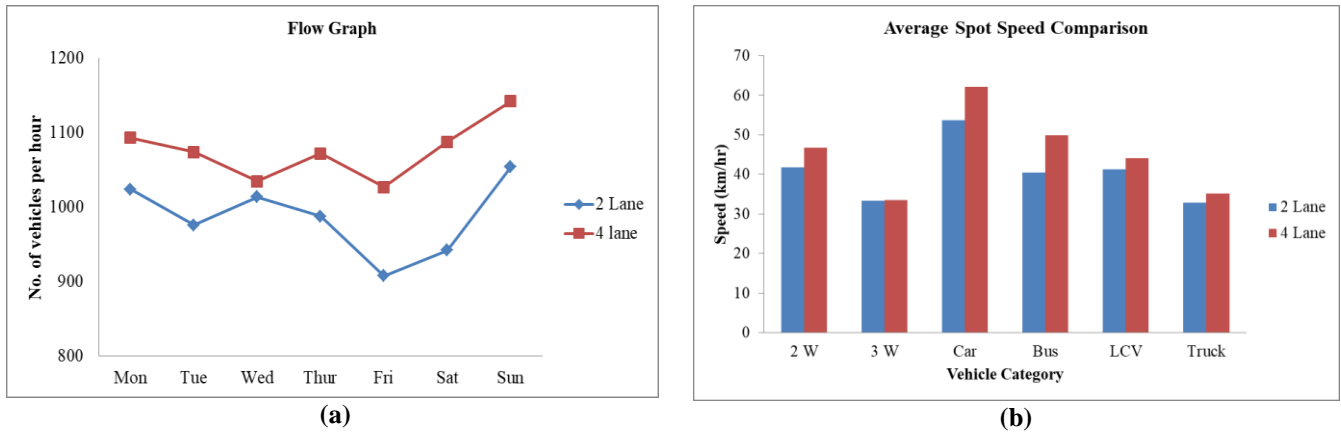 Flow Graph
No. of vehicles per hour
1200
1100
1000
900
800
Mon Tue Wed Thur Fri Sat Sun
2 Lane
4 lane
(a)
Average Spot Speed Comparison
Speed (km/hr)
70
60
50
40
30
20
10
0
2 W 3 W Car Bus LCV Truck
Vehicle Category
2 Lane
4 Lane
(b)